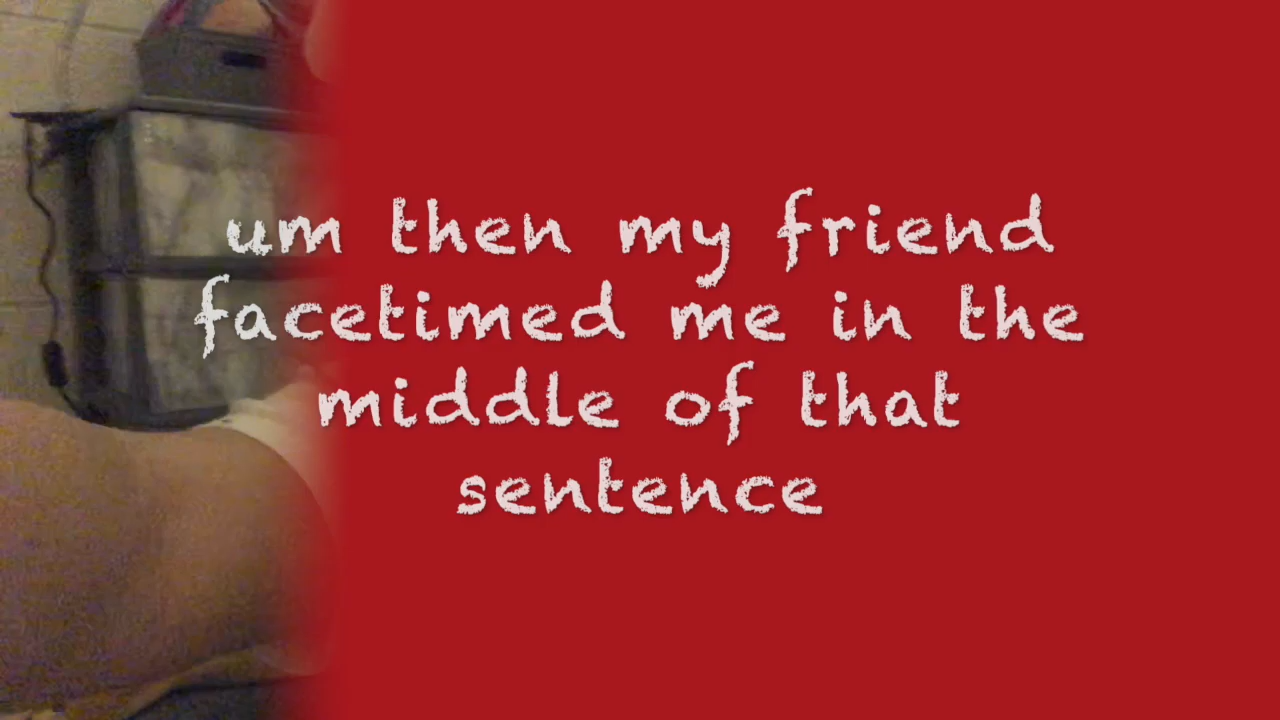 um then my friend
facetimed me in the
middle of that
sentence